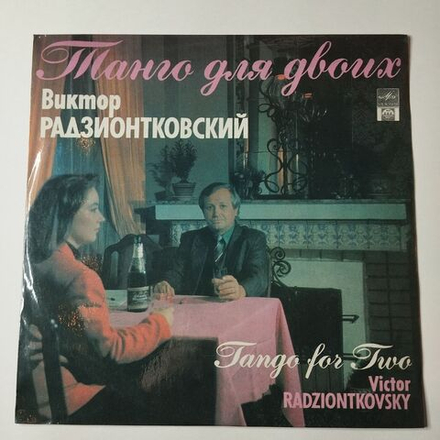 Танго для двоих
Виктор
РАДЗИОНТКОВСКИЙ
Tango for Two
Victor
RADZIONTKOVSKY